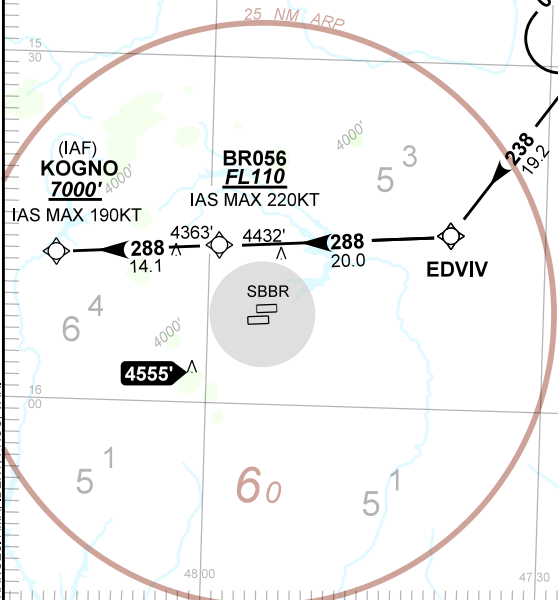 25 NM ARP
15
30
(IAF)
KOGNO
7000'
IAS MAX 190KT
4000'
BR056
FL110
IAS MAX 220KT
4000'
5 3
238
19.2
4363'
288
14.1
4432'
288
20.0
EDVIV
SBBR
6 4
4000'
4555'
16
00
5 1
60
5 1
48 00
47 30